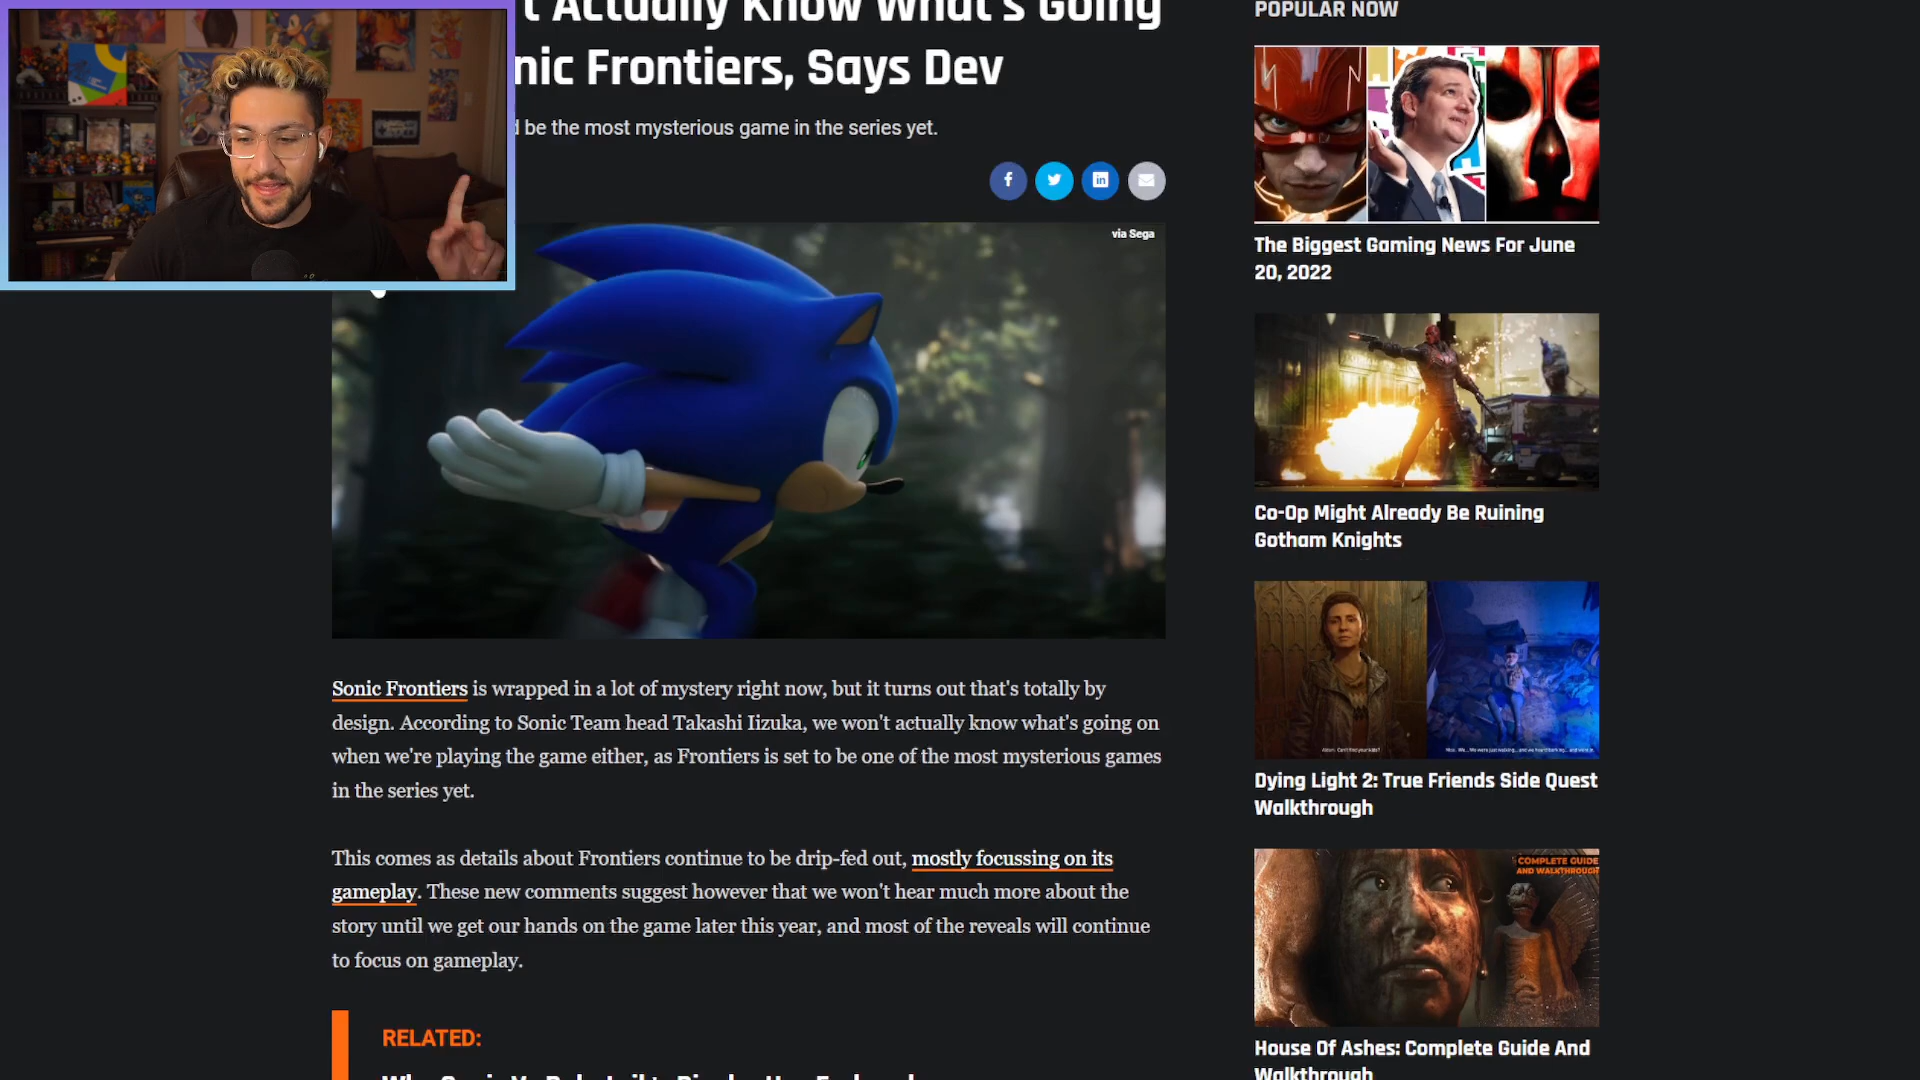 t Actually Know What's Going
nic Frontiers, Says Dev
d be the most mysterious game in the series yet.
via Sega
Sonic Frontiers is wrapped in a lot of mystery right now, but it turns out that's totally by
design. According to Sonic Team head Takashi Iizuka, we won't actually know what's going on
when we're playing the game either, as Frontiers is set to be one of the most mysterious games
in the series yet.
This comes as details about Frontiers continue to be drip-fed out, mostly focussing on its
gameplay. These new comments suggest however that we won't hear much more about the
story until we get our hands on the game later this year, and most of the reveals will continue
to focus on gameplay.
RELATED:
POPULAR NOW
The Biggest Gaming News For June
20, 2022
Co-Op Might Already Be Ruining
Gotham Knights
Dying Light 2: True Friends Side Quest
Walkthrough
COMPLETE GUIDE
AND WALKTHROUGH
House Of Ashes: Complete Guide And
Walkthrough